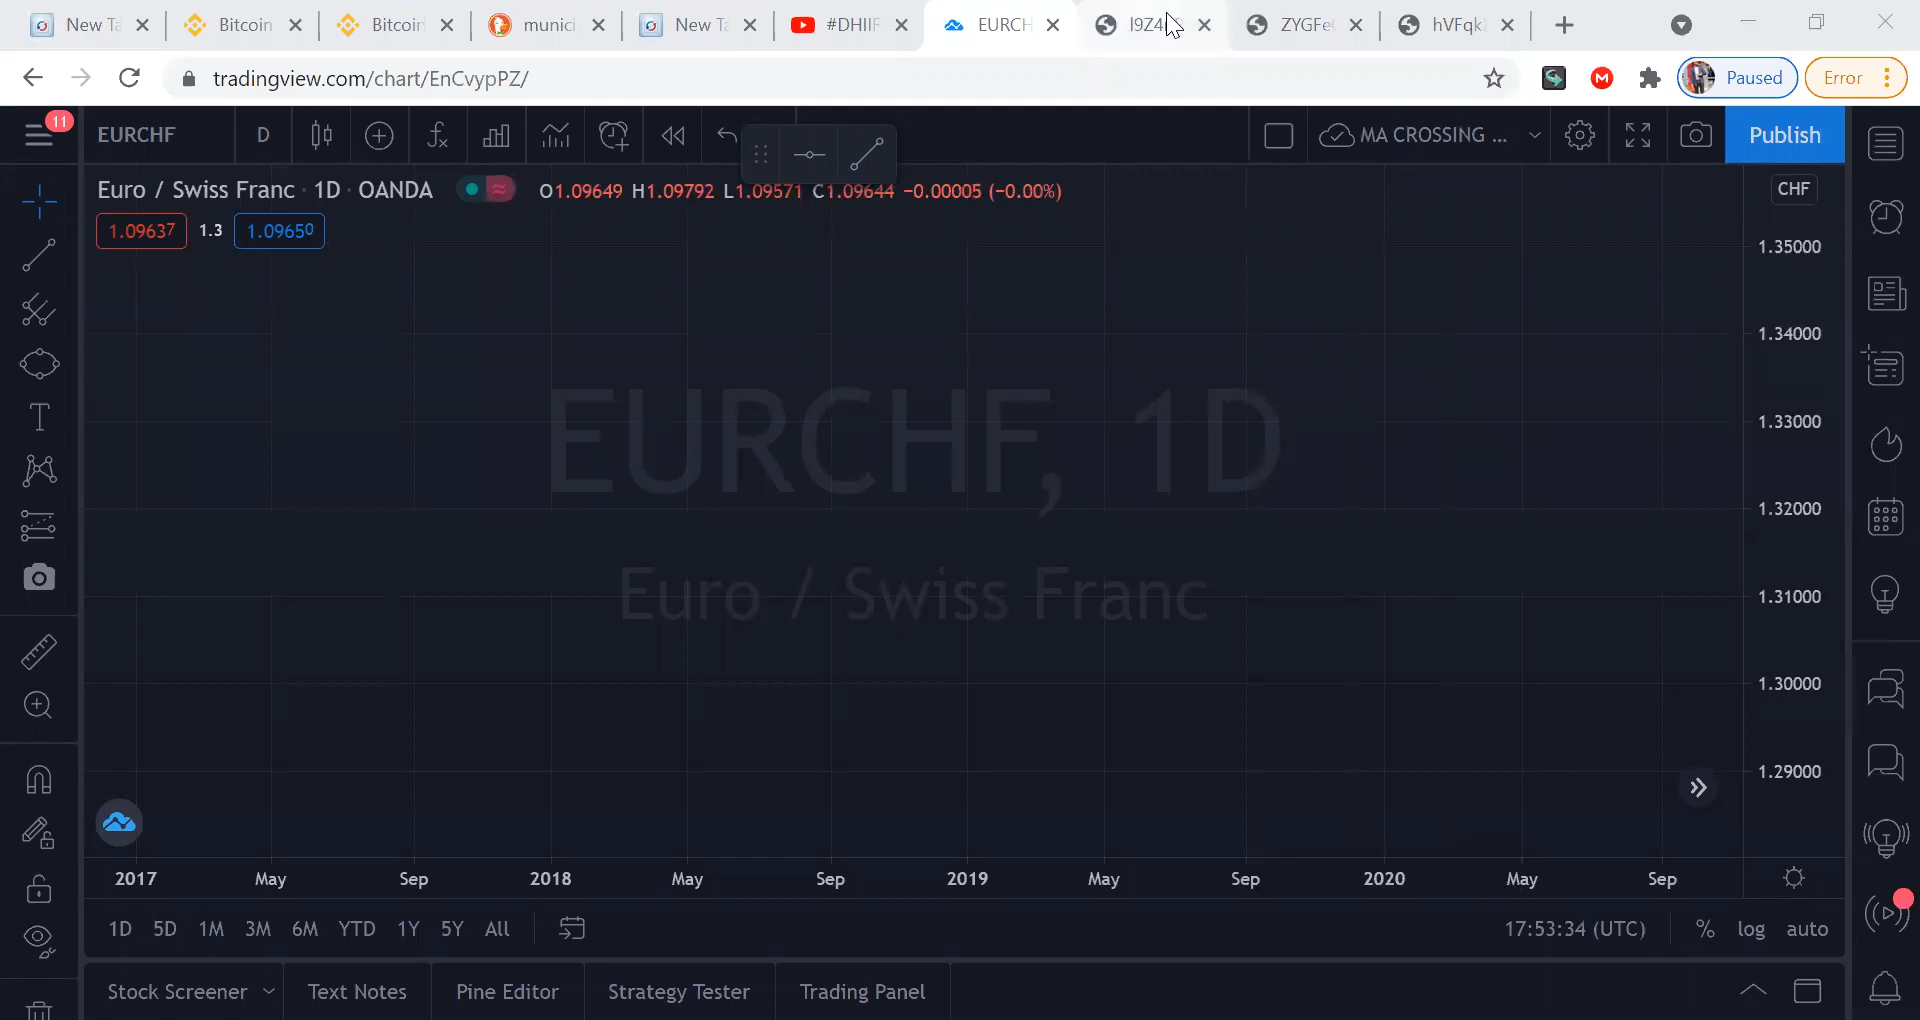 New Ta
Bitcoin
Bitcoin
munici
New Ta
#DHIIF
EURCH
ZYGFe
hVFqk
tradingview.com/chart/EnCvypPZ/
Paused
Error
11
EURCHF
D
MA CROSSING ...
Publish
Euro / Swiss Franc · 1D · OANDA
O1.09649 H1.09792 L1.09571 C1.09644 −0.00005 (−0.00%)
CHF
1.09637
1.3
1.09650
1.35000
1.34000
1.33000
1.32000
1.31000
1.30000
1.29000
EURCHF, 1D
Euro / Swiss Franc
2017
May
Sep
2018
May
Sep
2019
May
Sep
2020
May
Sep
1D 5D 1M 3M 6M YTD 1Y 5Y All
17:53:34 (UTC)
% log auto
Stock Screener
Text Notes
Pine Editor
Strategy Tester
Trading Panel